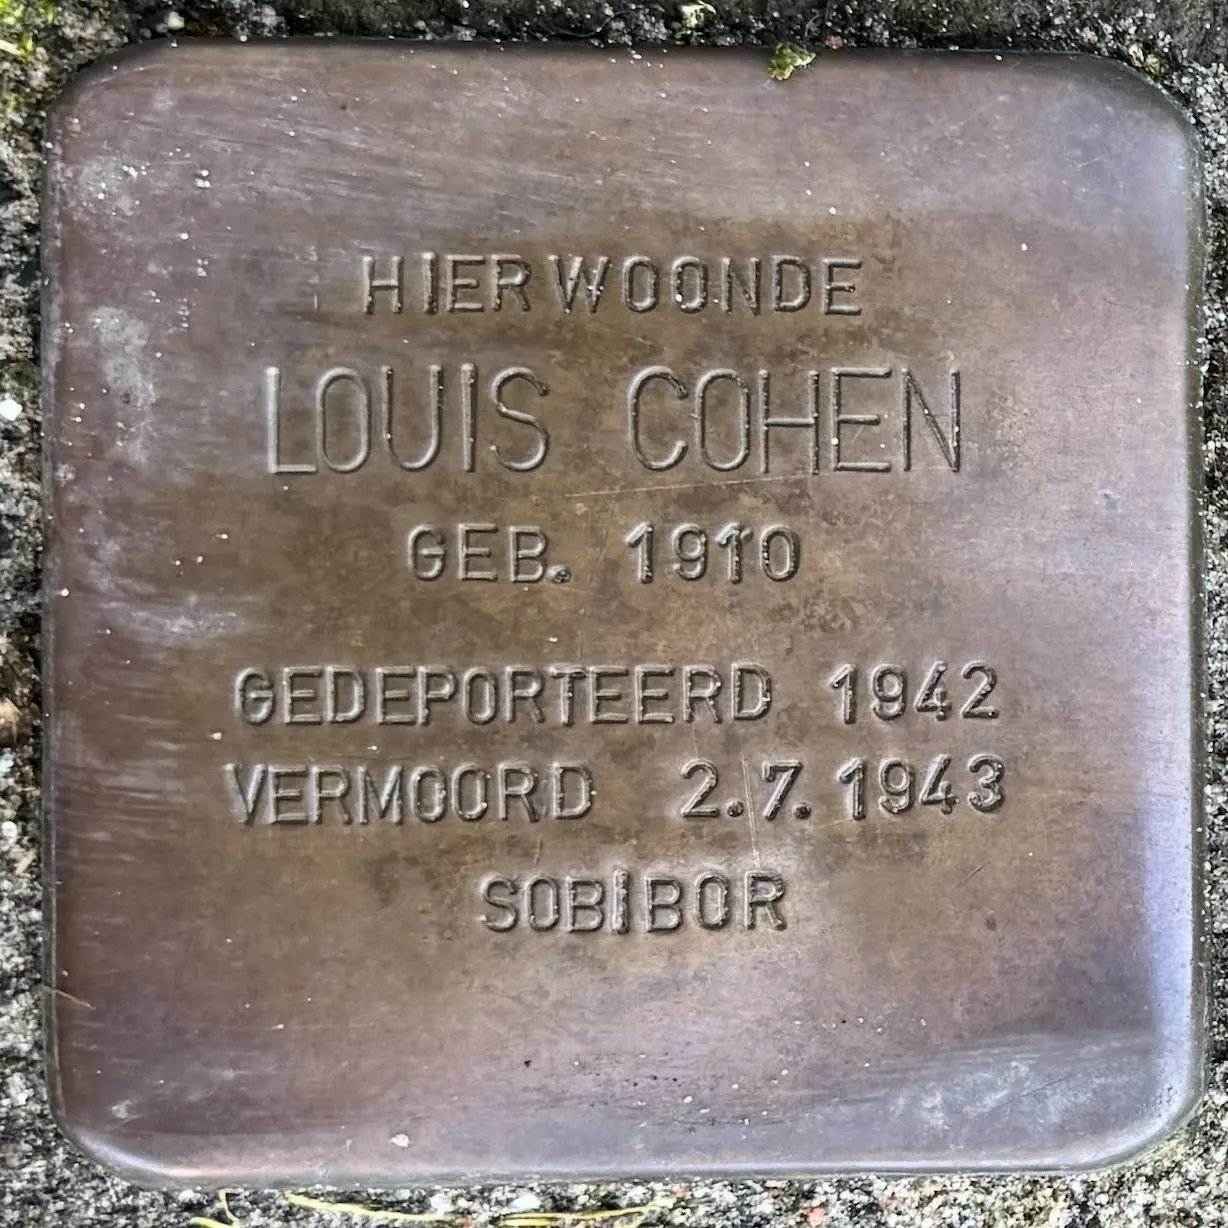 HIER WOONDE
LOUIS COHEN
GEB. 1910
GEDEPORTEERD 1942
VERMOORD 2.7.1943
SOBIBOR